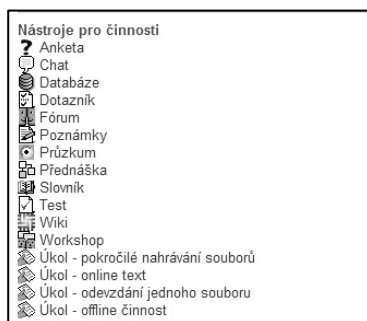 Nástroje pro činnosti
Anketa
Chat
Databáze
Dotazník
Fórum
Poznámky
Průzkum
Přednáška
Slovník
Test
Wiki
Workshop
Úkol - pokročilé nahrávání souborů
Úkol - online text
Úkol - odevzdání jednoho souboru
Úkol - offline činnost